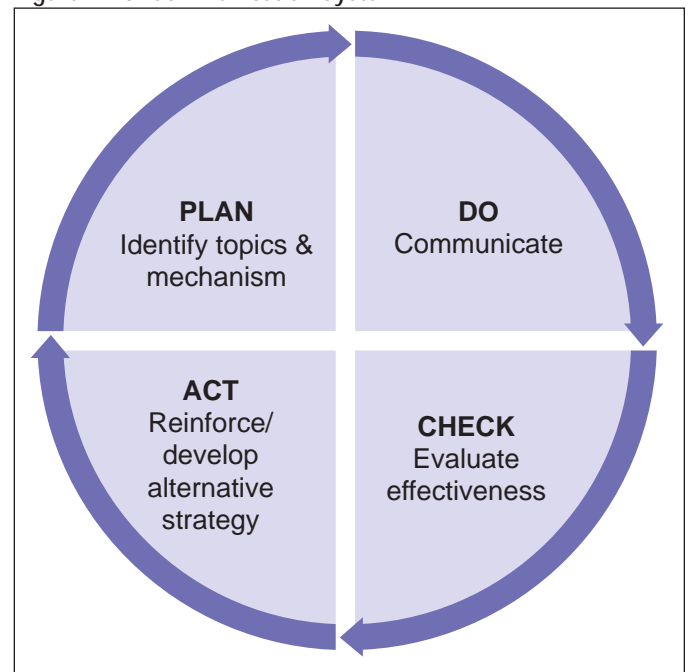 PLAN
Identify topics &
mechanism
DO
Communicate
CHECK
Evaluate
effectiveness
ACT
Reinforce/
develop
alternative
strategy